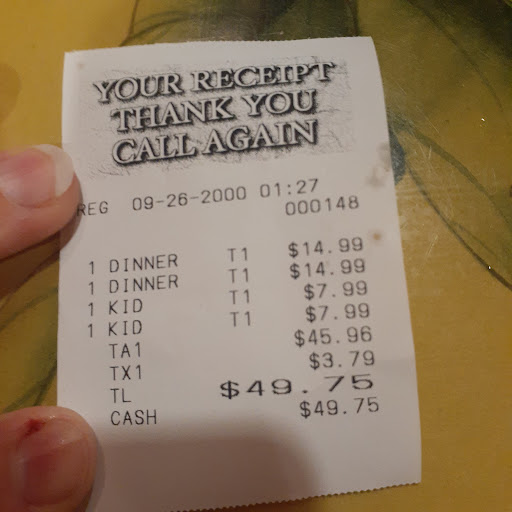 YOUR RECEIPT
THANK YOU
CALL AGAIN
REG 09-26-2000 01:27
000148
1 DINNER T1 $14.99
1 DINNER T1 $14.99
1 KID T1 $7.99
1 KID T1 $7.99
TA1 $45.96
TX1 $3.79
TL $49.75
CASH $49.75